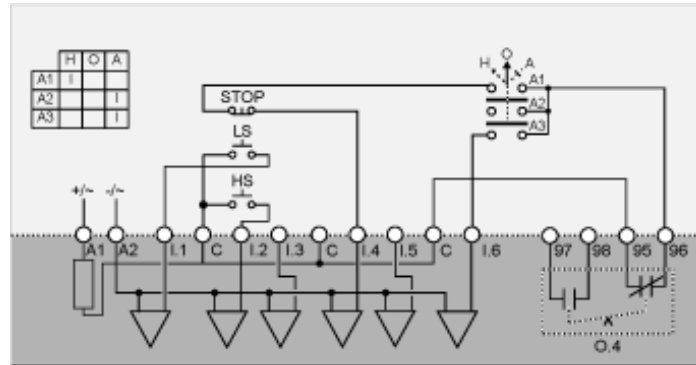 H O A
A1 I
A2 I
A3 I
H O A
A1
A2
A3
STOP
LS
HS
+/~ -/~
A1 A2 I.1 C I.2 I.3 C I.4 I.5 C I.6 97 98 95 96
O.4